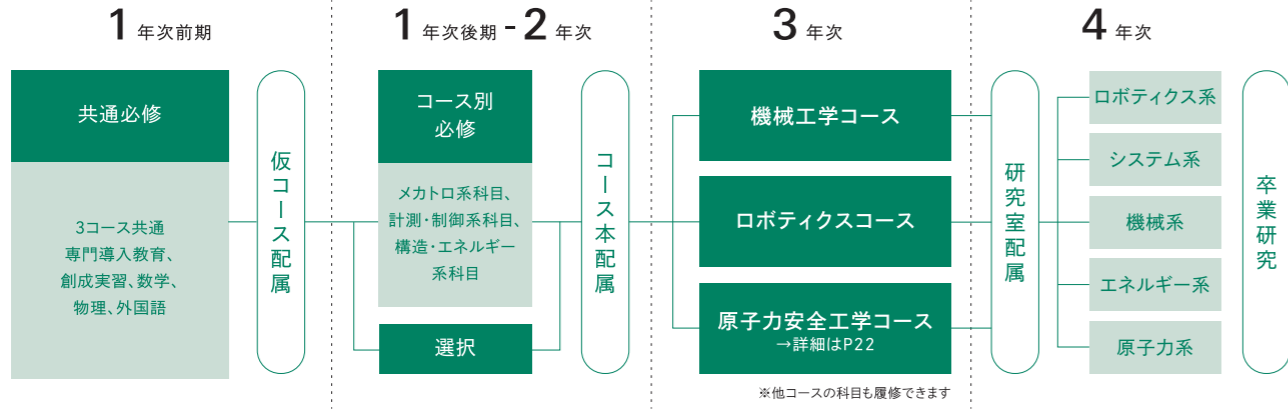 1 年次前期
共通必修
3コース共通
専門導入教育、
創成実習、数学、
物理、外国語
仮コース配属
1 年次後期 - 2 年次
コース別
必修
メカトロ系科目、
計測・制御系科目、
構造・エネルギー
系科目
選択
コース本配属
3 年次
機械工学コース
ロボティクスコース
原子力安全工学コース
→詳細はP22
※他コースの科目も履修できます
研究室配属
4 年次
ロボティクス系
システム系
機械系
エネルギー系
原子力系
卒業研究